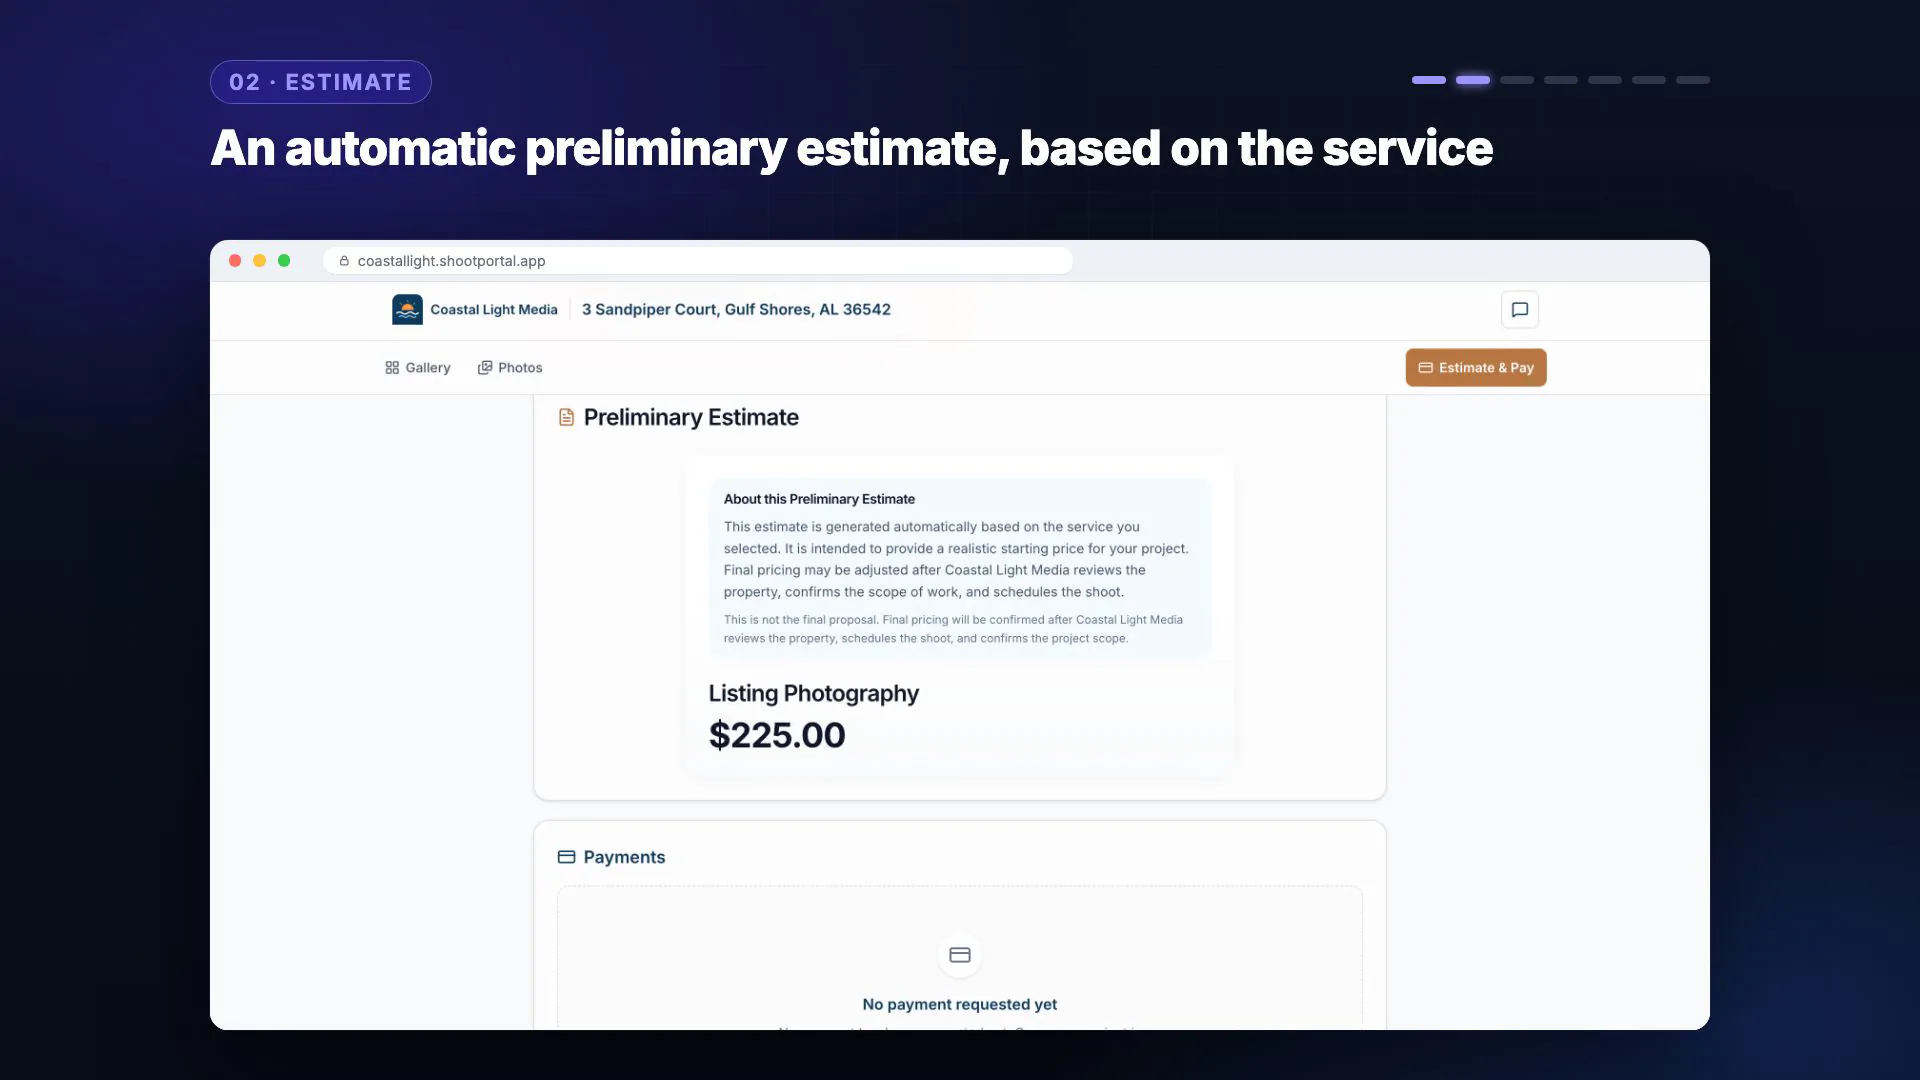 02 · ESTIMATE
An automatic preliminary estimate, based on the service
coastallight.shootportal.app
Coastal Light Media
3 Sandpiper Court, Gulf Shores, AL 36542
Gallery
Photos
Estimate & Pay
Preliminary Estimate
About this Preliminary Estimate
This estimate is generated automatically based on the service you
selected. It is intended to provide a realistic starting price for your project.
Final pricing may be adjusted after Coastal Light Media reviews the
property, confirms the scope of work, and schedules the shoot.
This is not the final proposal. Final pricing will be confirmed after Coastal Light Media
reviews the property, schedules the shoot, and confirms the project scope.
Listing Photography
$225.00
Payments
No payment requested yet